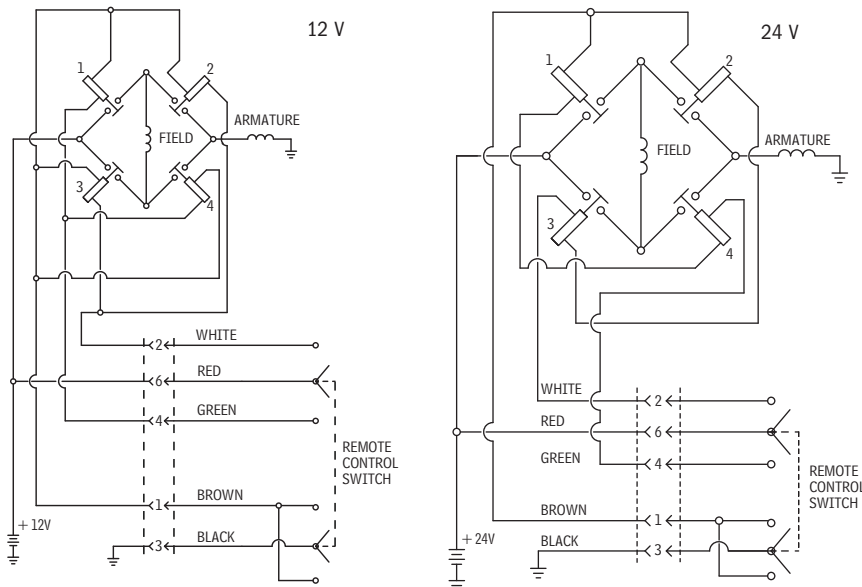 12 V
1
2
FIELD
ARMATURE
3
4
2 WHITE
6 RED
4 GREEN
REMOTE
CONTROL
SWITCH
1 BROWN
+ 12V
3 BLACK
24 V
1
2
FIELD
ARMATURE
3
4
WHITE 2
RED 6
GREEN 4
REMOTE
CONTROL
SWITCH
BROWN 1
+ 24V
BLACK 3